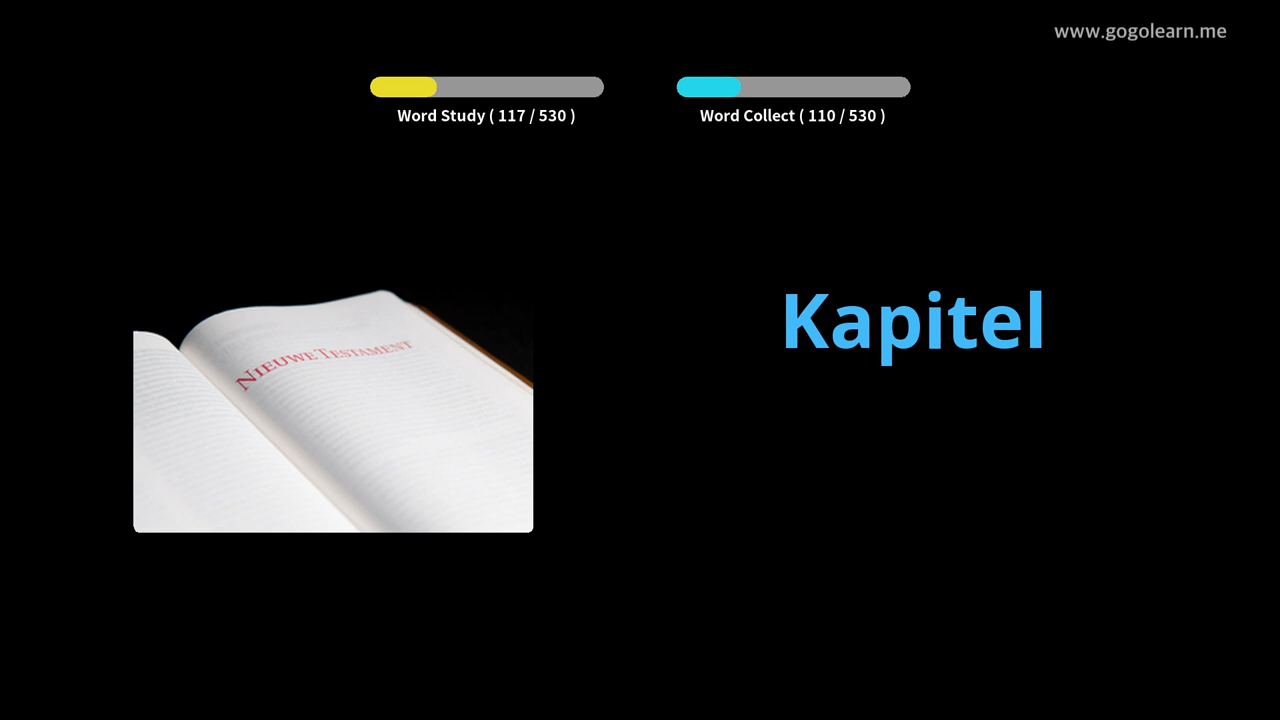 www.gogolearn.me
Word Study ( 117 / 530 )
Word Collect ( 110 / 530 )
Kapitel
NIEUWE TESTAMENT